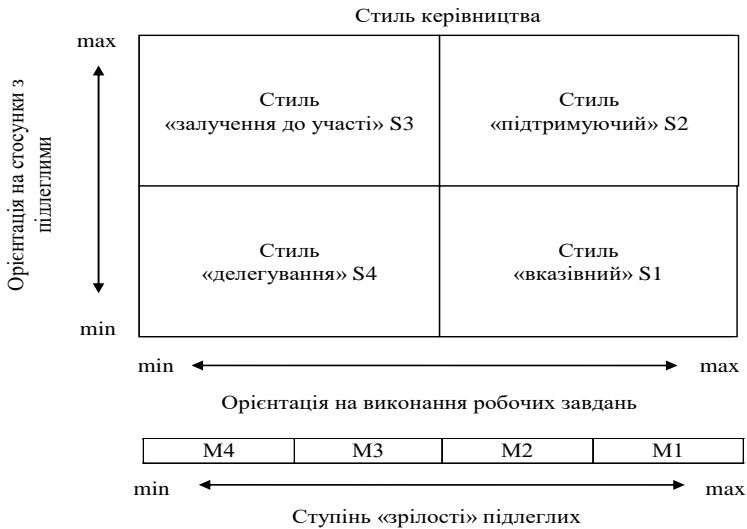 Стиль керівництва
max
Орієнтація на стосунки з
підлеглими
Стиль
«залучення до участі» S3
Стиль
«підтримуючий» S2
Стиль
«делегування» S4
Стиль
«вказівний» S1
min
min
max
Орієнтація на виконання робочих завдань
M4
M3
M2
M1
min
max
Ступінь «зрілості» підлеглих